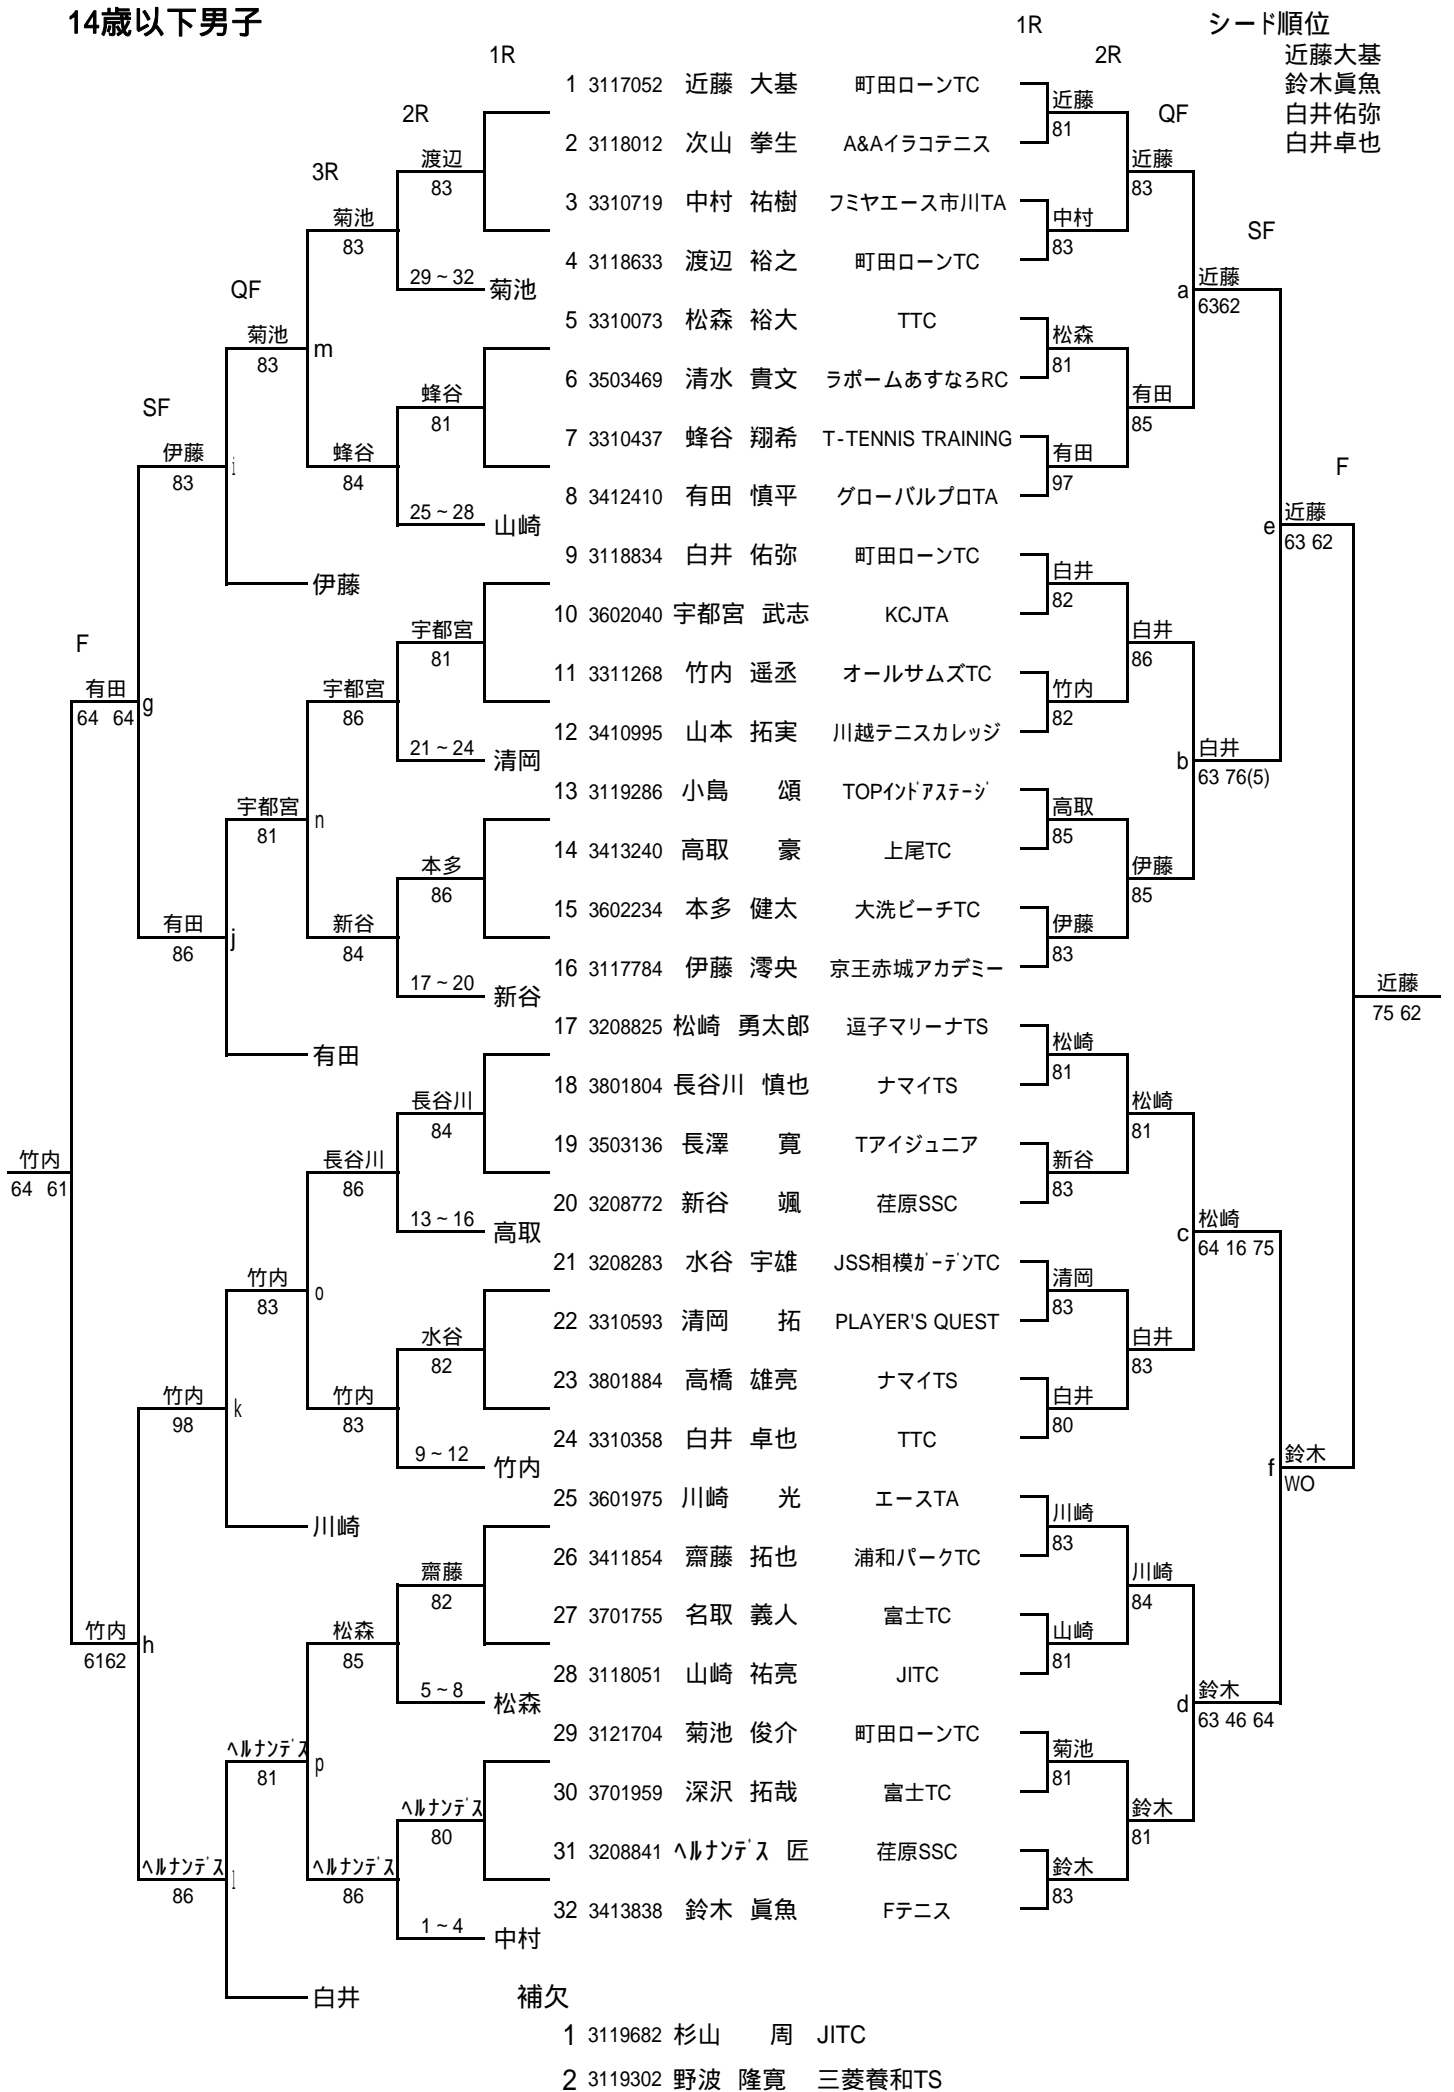 14歳以下男子
1R
シード順位
1R
2R
近藤大基
1 3117052 近藤 大基 町田ローンTC
鈴木眞魚
近藤
2R
QF
白井佑弥
81
2 3118012 次山 拳生 A&Aイラコテニス
白井卓也
渡辺
近藤
3R
83
83
3 3310719 中村 祐樹 フミヤエース市川TA
菊池
中村
SF
83
83
4 3118633 渡辺 裕之 町田ローンTC
29～32
近藤
QF
菊池
a
6362
5 3310073 松森 裕大 TTC
菊池
松森
m
83
81
6 3503469 清水 貴文 ラポームあすなろRC
蜂谷
有田
SF
81
85
7 3310437 蜂谷 翔希 T-TENNIS TRAINING
伊藤
蜂谷
有田
F
i
83
84
97
8 3412410 有田 慎平 グローバルプロTA
25～28
近藤
山崎
e
63 62
9 3118834 白井 佑弥 町田ローンTC
白井
伊藤
82
10 3602040 宇都宮 武志 KCJTA
宇都宮
白井
F
81
86
11 3311268 竹内 遥丞 オールサムズTC
有田
宇都宮
竹内
g
64 64
86
82
12 3410995 山本 拓実 川越テニスカレッジ
21～24
白井
清岡
b
63 76(5)
13 3119286 小島 頌 TOPインドアステージ
宇都宮
高取
n
81
85
14 3413240 高取 豪 上尾TC
本多
伊藤
86
85
15 3602234 本多 健太 大洗ビーチTC
有田
新谷
伊藤
j
86
84
83
16 3117784 伊藤 澪央 京王赤城アカデミー
17～20
近藤
新谷
75 62
17 3208825 松崎 勇太郎 逗子マリーナTS
松崎
有田
81
18 3801804 長谷川 慎也 ナマイTS
長谷川
松崎
84
81
19 3503136 長澤 寛 Tアイジュニア
竹内
長谷川
新谷
64 61
86
83
20 3208772 新谷 颯 荏原SSC
13～16
松崎
高取
c
64 16 75
21 3208283 水谷 宇雄 JSS相模ガーデンTC
竹内
清岡
o
83
83
22 3310593 清岡 拓 PLAYER'S QUEST
水谷
白井
82
83
23 3801884 高橋 雄亮 ナマイTS
竹内
竹内
白井
k
98
83
80
24 3310358 白井 卓也 TTC
9～12
鈴木
竹内
f
WO
25 3601975 川崎 光 エースTA
川崎
川崎
83
26 3411854 齋藤 拓也 浦和パークTC
齋藤
川崎
82
84
27 3701755 名取 義人 富士TC
竹内
松森
山崎
h
6162
85
81
28 3118051 山崎 祐亮 JITC
5～8
鈴木
松森
d
63 46 64
29 3121704 菊池 俊介 町田ローンTC
ヘルナンデス
菊池
p
81
81
30 3701959 深沢 拓哉 富士TC
ヘルナンデス
鈴木
80
81
31 3208841 ヘルナンデス 匠 荏原SSC
ヘルナンデス
ヘルナンデス
鈴木
l
86
86
83
32 3413838 鈴木 眞魚 Fテニス
1～4
中村
白井
補欠
1 3119682 杉山 周 JITC
2 3119302 野波 隆寛 三菱養和TS